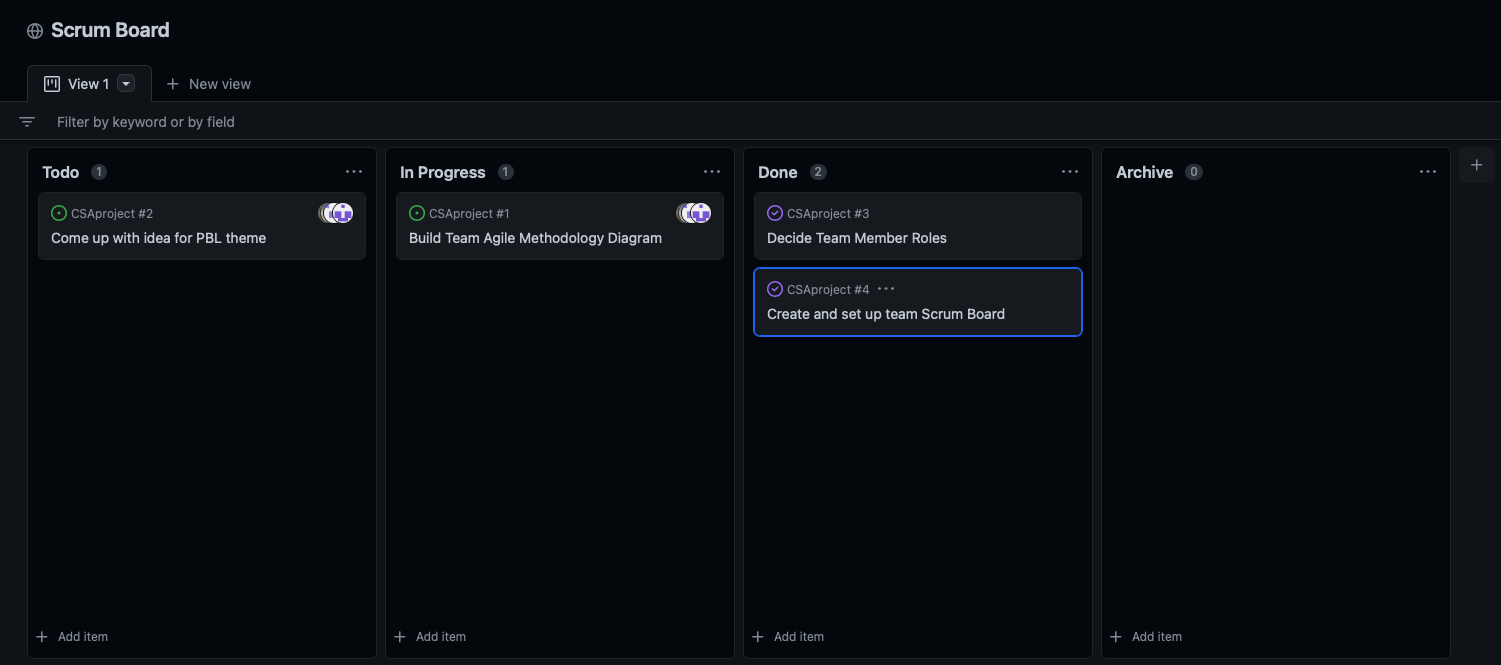 Scrum Board
View 1
New view
Filter by keyword or by field
Todo 1
CSAproject #2
Come up with idea for PBL theme
Add item
In Progress 1
CSAproject #1
Build Team Agile Methodology Diagram
Add item
Done 2
CSAproject #3
Decide Team Member Roles
CSAproject #4
Create and set up team Scrum Board
Add item
Archive 0
Add item